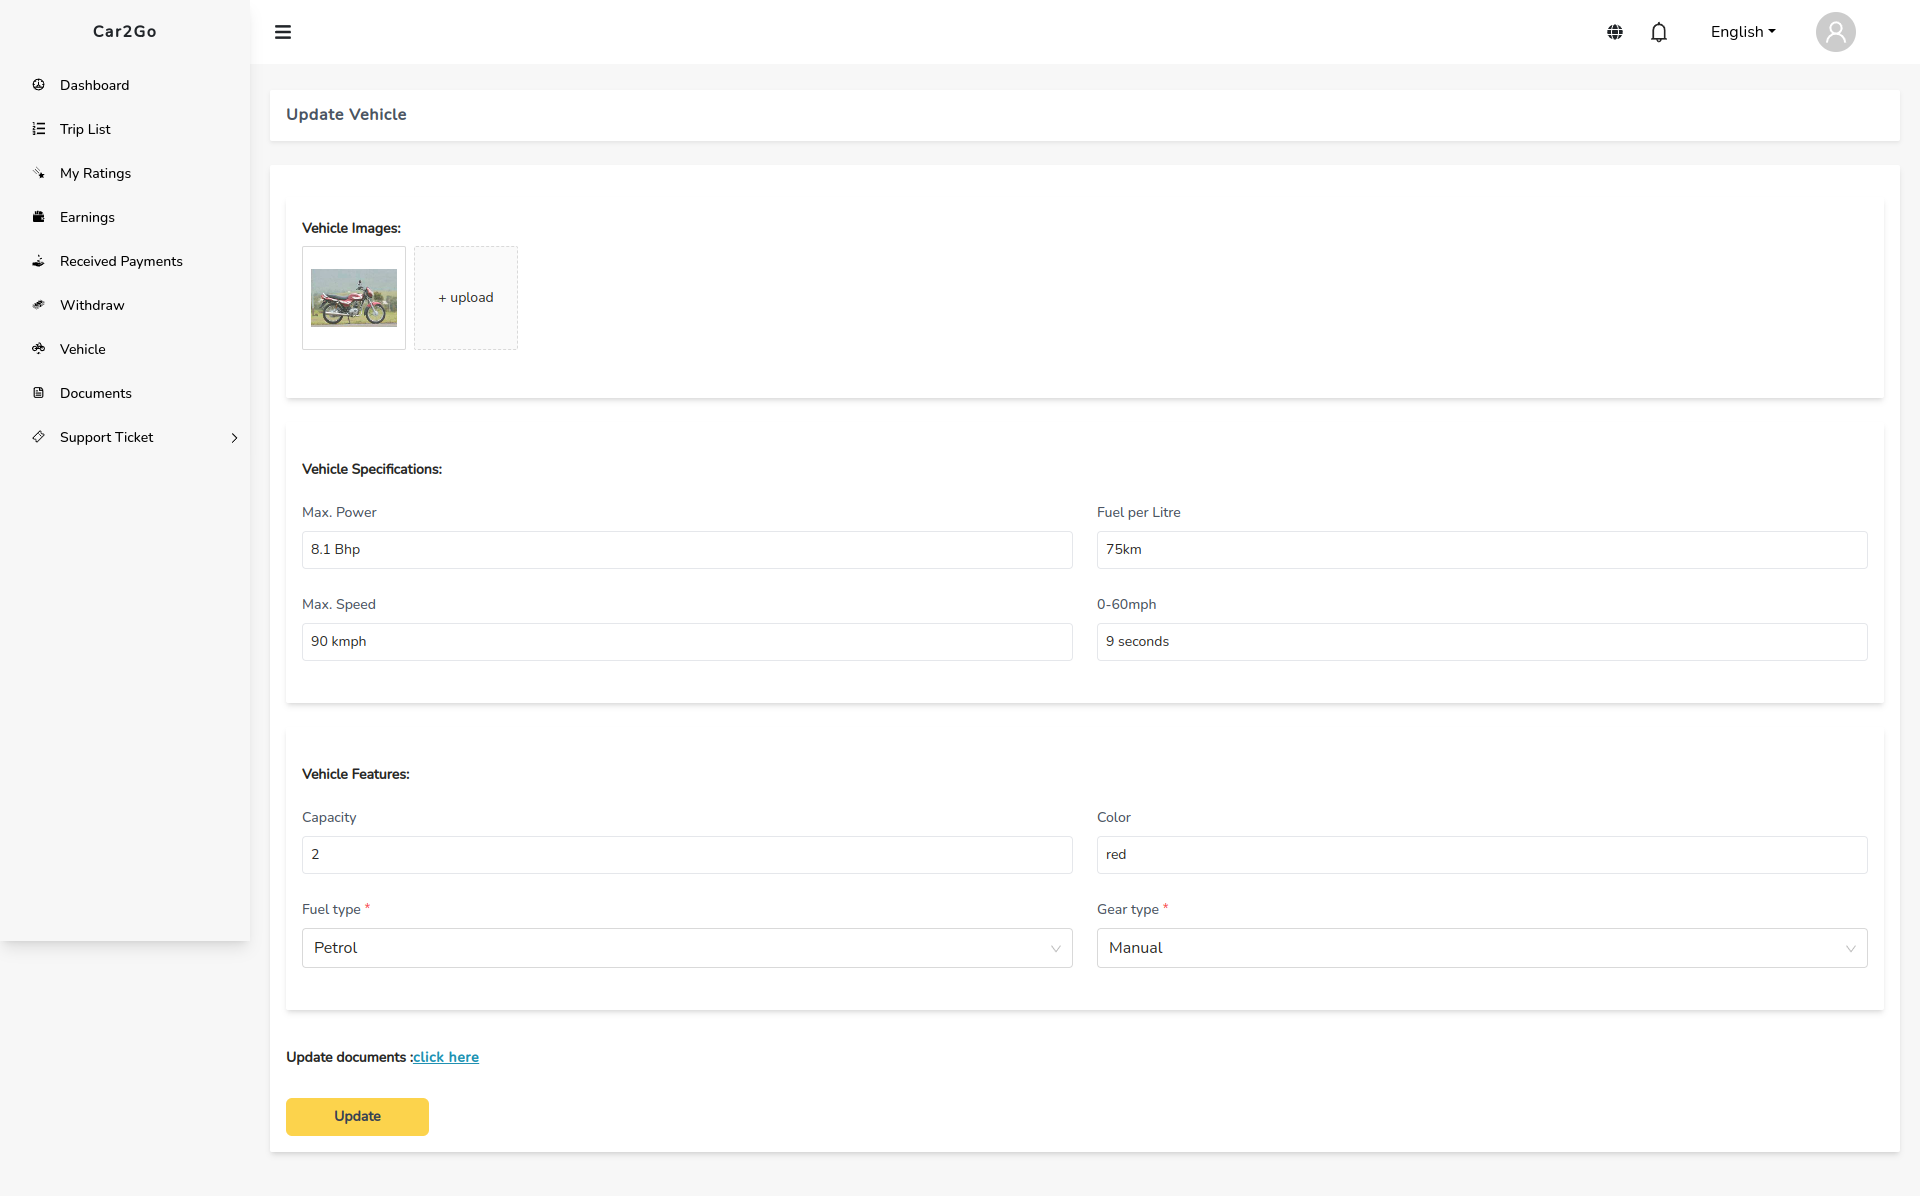 Car2Go
English
Dashboard
Trip List
My Ratings
Earnings
Received Payments
Withdraw
Vehicle
Documents
Support Ticket
Update Vehicle
Vehicle Images:
+ upload
Vehicle Specifications:
Max. Power
Fuel per Litre
8.1 Bhp
75km
Max. Speed
0-60mph
90 kmph
9 seconds
Vehicle Features:
Capacity
Color
2
red
Fuel type *
Gear type *
Petrol
Manual
Update documents :click here
Update